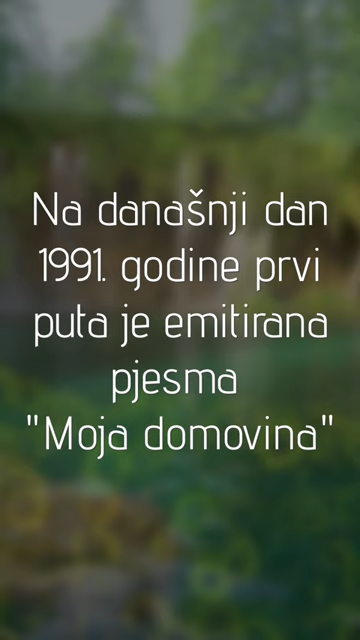 Na današnji dan
1991. godine prvi
puta je emitirana
pjesma
"Moja domovina"